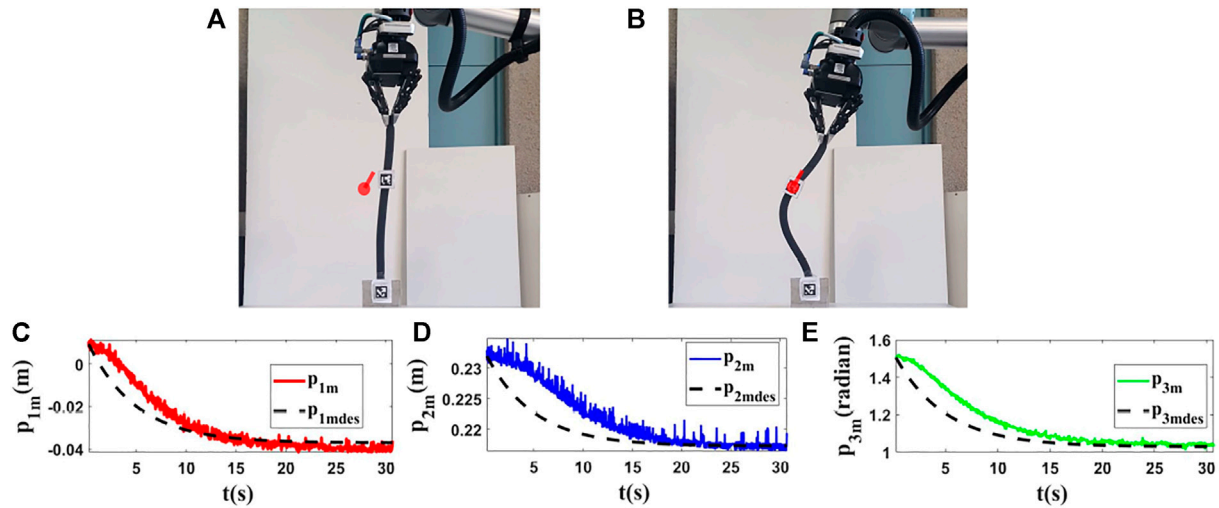 A
B
C
p1m(m)
0
-0.02
-0.04
5
10
15
20
25
30
t(s)
p1m
p1mdes
D
p2m(m)
0.23
0.225
0.22
5
10
15
20
25
30
t(s)
p2m
p2mdes
E
p3m (radian)
1.6
1.4
1.2
1
5
10
15
20
25
30
t(s)
p3m
p3mdes